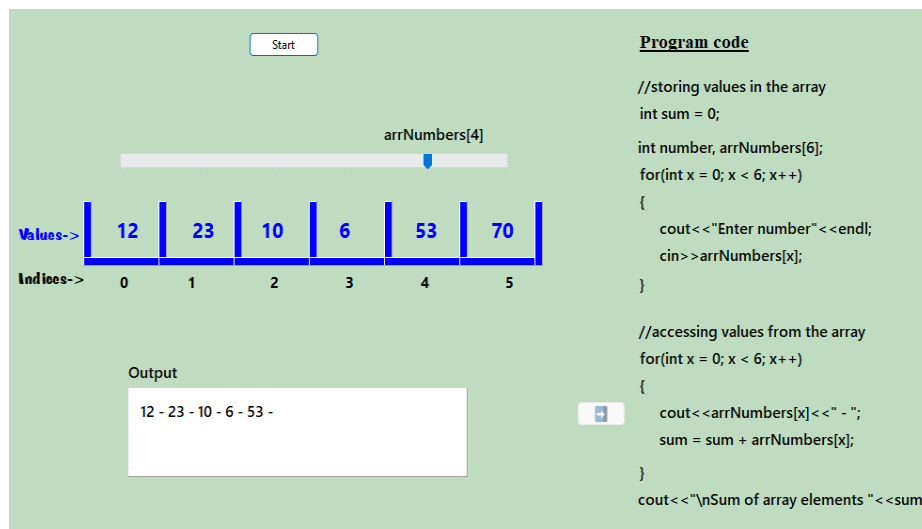 Start
arrNumbers[4]
Values-> 12 23 10 6 53 70
Indices-> 0 1 2 3 4 5
Output
12 - 23 - 10 - 6 - 53 -
Program code
//storing values in the array
int sum = 0;
int number, arrNumbers[6];
for(int x = 0; x < 6; x++)
{
cout<<"Enter number"<<endl;
cin>>arrNumbers[x];
}
//accessing values from the array
for(int x = 0; x < 6; x++)
{
cout<<arrNumbers[x]<<" - ";
sum = sum + arrNumbers[x];
}
cout<<"\nSum of array elements "<<sum